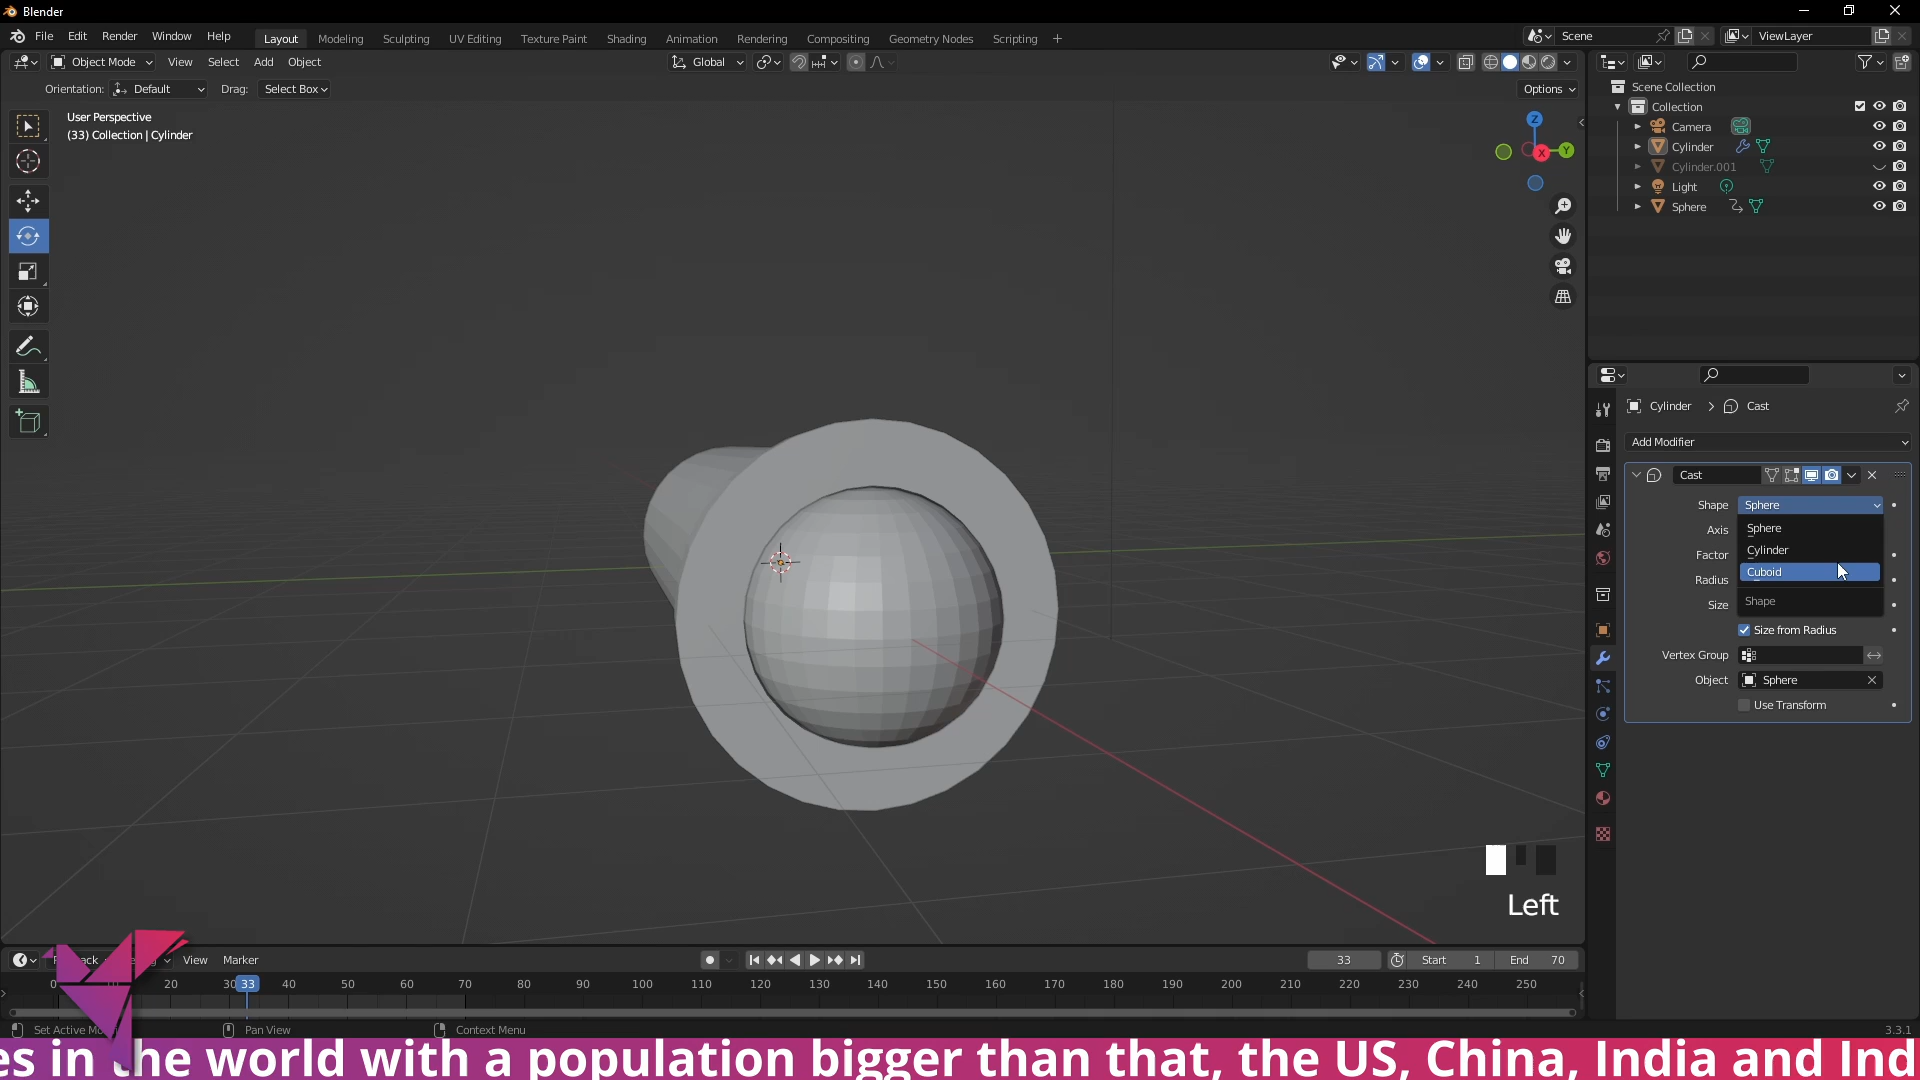 Blender
File Edit Render Window Help
Layout Modeling Sculpting UV Editing Texture Paint Shading Animation Rendering Compositing Geometry Nodes Scripting
Scene
ViewLayer
Object Mode View Select Add Object
Global
Orientation: Default Drag: Select Box
Options
User Perspective
(33) Collection | Cylinder
Z
Y
X
Scene Collection
Collection
Camera
Cylinder
Cylinder.001
Light
Sphere
Cylinder Cast
Add Modifier
Cast
Shape Sphere
Axis Sphere
Cylinder
Factor
Cuboid
Radius
Shape
Size
Size from Radius
Vertex Group
Object Sphere
Use Transform
Left
View Marker
33 Start 1 End 70
0 20 30 33 40 50 60 70 80 90 100 110 120 130 140 150 160 170 180 190 200 210 220 230 240 250
Set Active Pan View Context Menu
3.3.1
es in the world with a population bigger than that, the US, China, India and Ind